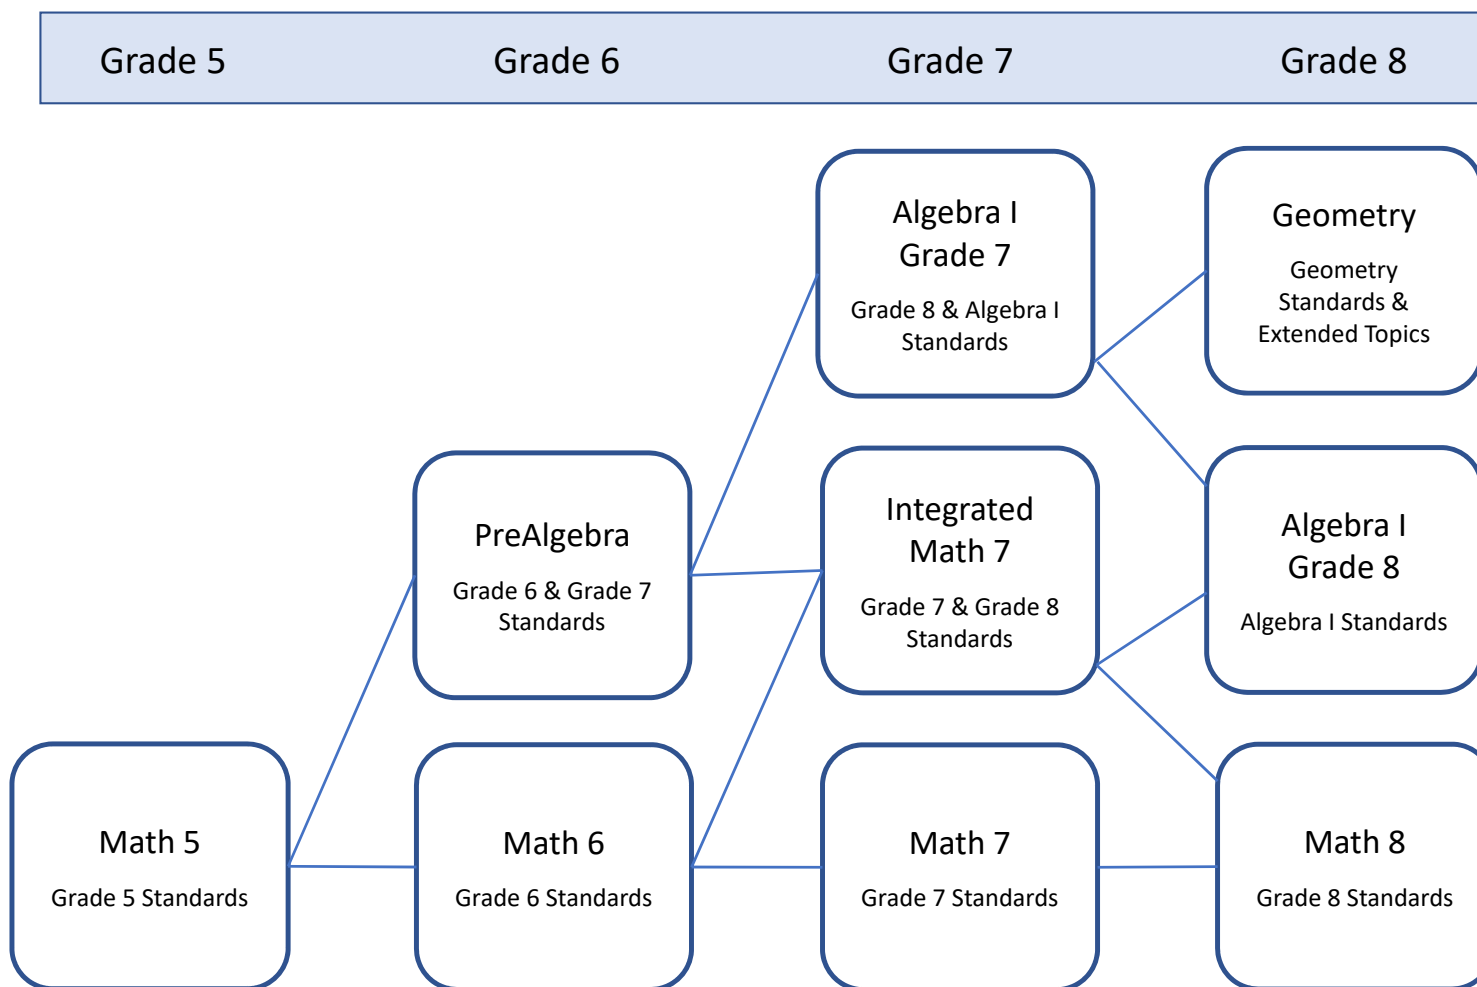 Grade 5
Grade 6
Grade 7
Grade 8
Algebra I
Grade 7
Grade 8 & Algebra I
Standards
Geometry
Geometry
Standards &
Extended Topics
PreAlgebra
Grade 6 & Grade 7
Standards
Integrated
Math 7
Grade 7 & Grade 8
Standards
Algebra I
Grade 8
Algebra I Standards
Math 5
Grade 5 Standards
Math 6
Grade 6 Standards
Math 7
Grade 7 Standards
Math 8
Grade 8 Standards